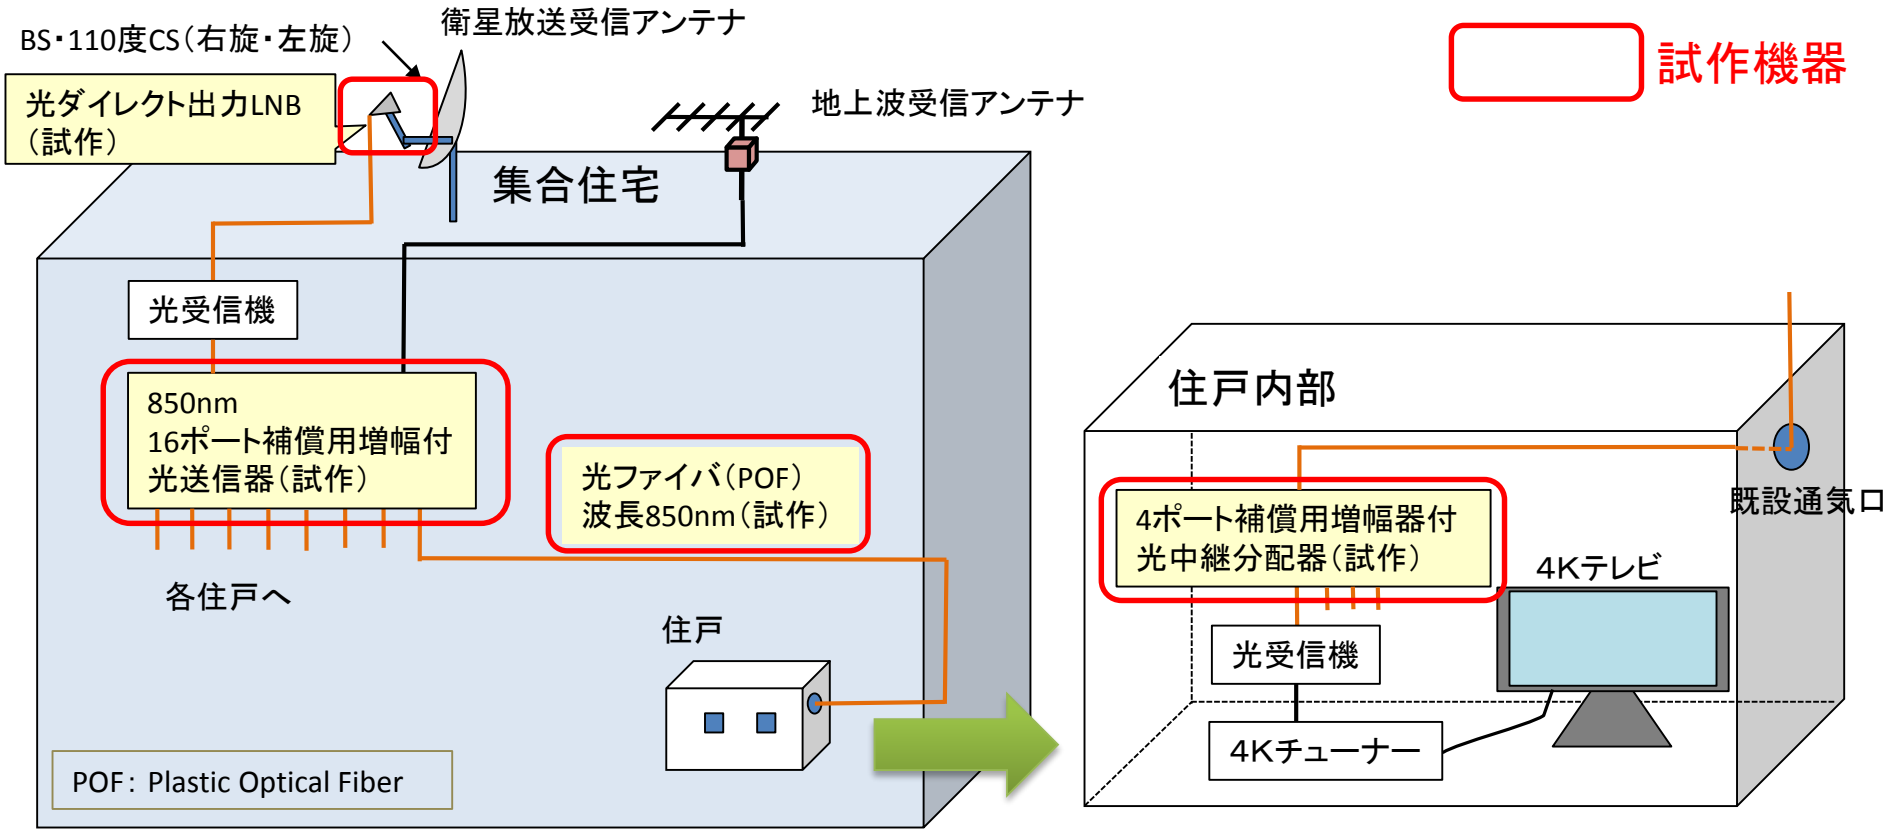 衛星放送受信アンテナ
BS・110度CS（右旋・左旋）
試作機器
光ダイレクト出力LNB
（試作）
地上波受信アンテナ
集合住宅
光受信機
850nm
16ポート補償用増幅付
光送信器（試作）
光ファイバ（POF）
波長850nm（試作）
各住戸へ
住戸
POF： Plastic Optical Fiber
住戸内部
既設通気口
4ポート補償用増幅器付
光中継分配器（試作）
4Kテレビ
光受信機
4Kチューナー